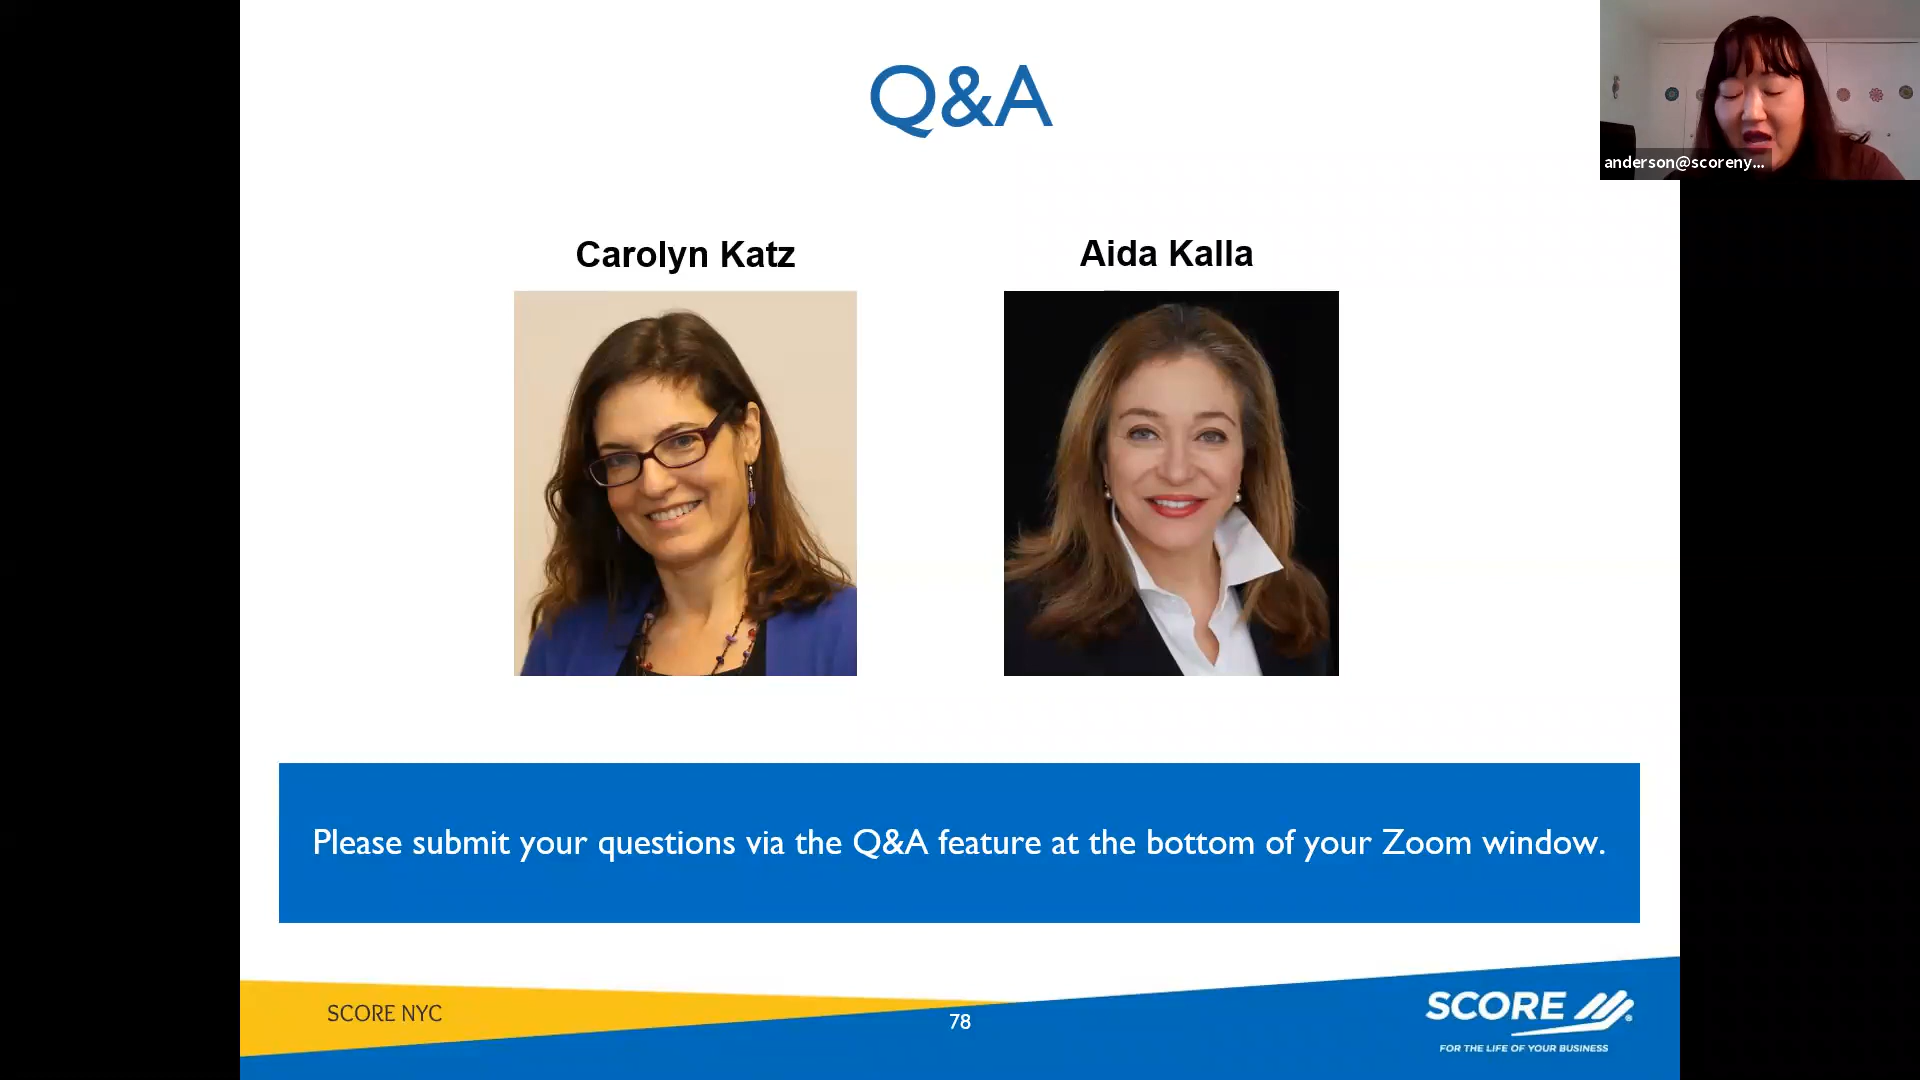 Q&A
anderson@scoreny...
Carolyn Katz
Aida Kalla
Please submit your questions via the Q&A feature at the bottom of your Zoom window.
SCORE NYC
78
SCORE
FOR THE LIFE OF YOUR BUSINESS